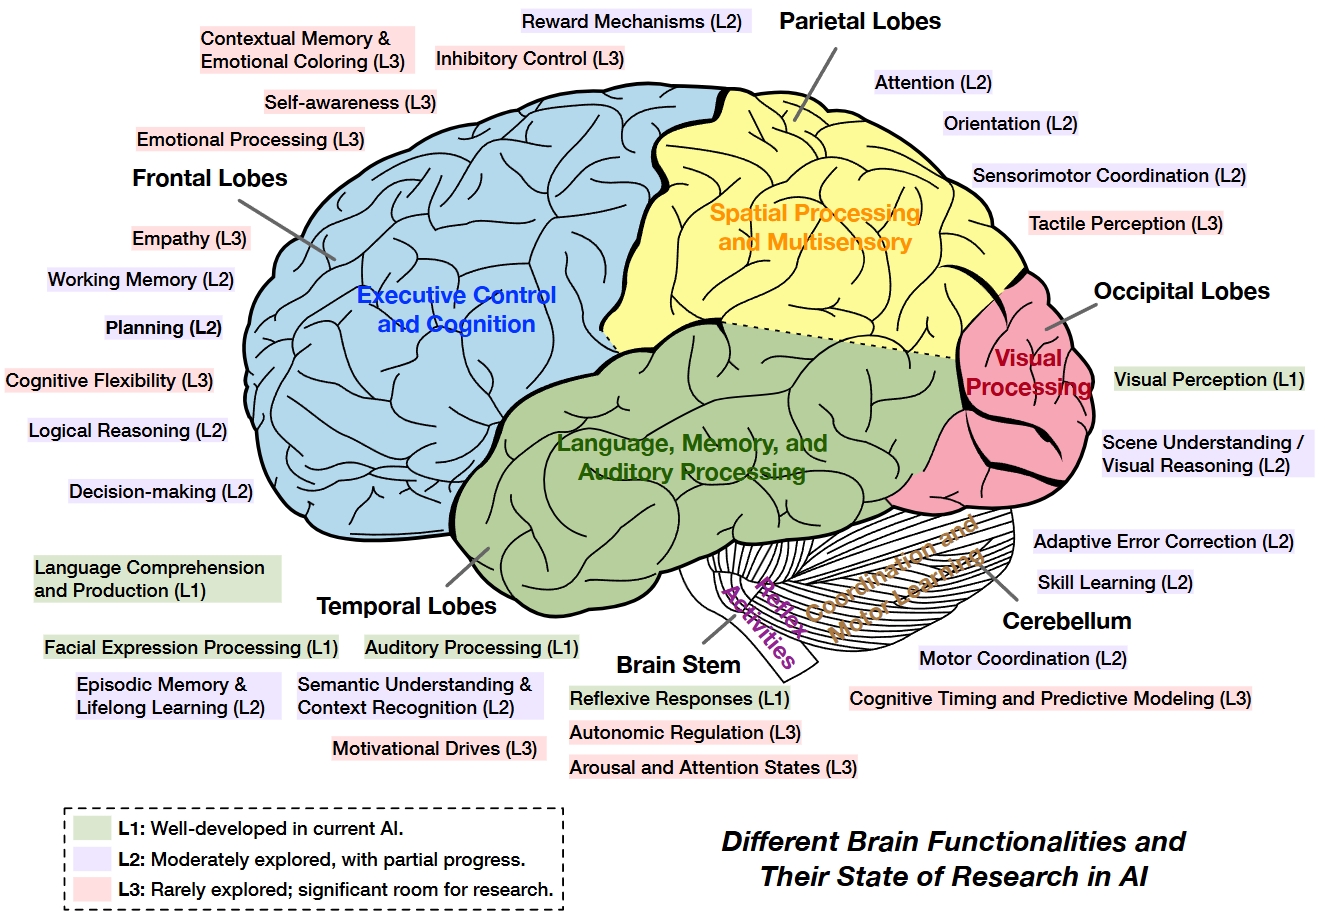 Reward Mechanisms (L2)
Parietal Lobes
Contextual Memory &
Emotional Coloring (L3)
Inhibitory Control (L3)
Attention (L2)
Self-awareness (L3)
Orientation (L2)
Emotional Processing (L3)
Frontal Lobes
Sensorimotor Coordination (L2)
Spatial Processing
and Multisensory
Tactile Perception (L3)
Empathy (L3)
Working Memory (L2)
Occipital Lobes
Executive Control
and Cognition
Planning (L2)
Visual
Processing
Visual Perception (L1)
Cognitive Flexibility (L3)
Logical Reasoning (L2)
Language, Memory, and
Auditory Processing
Scene Understanding /
Visual Reasoning (L2)
Decision-making (L2)
Coordination and
Motor Learning
Adaptive Error Correction (L2)
Language Comprehension
and Production (L1)
Skill Learning (L2)
Reflex
Activities
Temporal Lobes
Cerebellum
Facial Expression Processing (L1)
Auditory Processing (L1)
Brain Stem
Motor Coordination (L2)
Episodic Memory &
Lifelong Learning (L2)
Semantic Understanding &
Context Recognition (L2)
Reflexive Responses (L1)
Cognitive Timing and Predictive Modeling (L3)
Autonomic Regulation (L3)
Motivational Drives (L3)
Arousal and Attention States (L3)
L1: Well-developed in current AI.
L2: Moderately explored, with partial progress.
L3: Rarely explored; significant room for research.
Different Brain Functionalities and
Their State of Research in AI